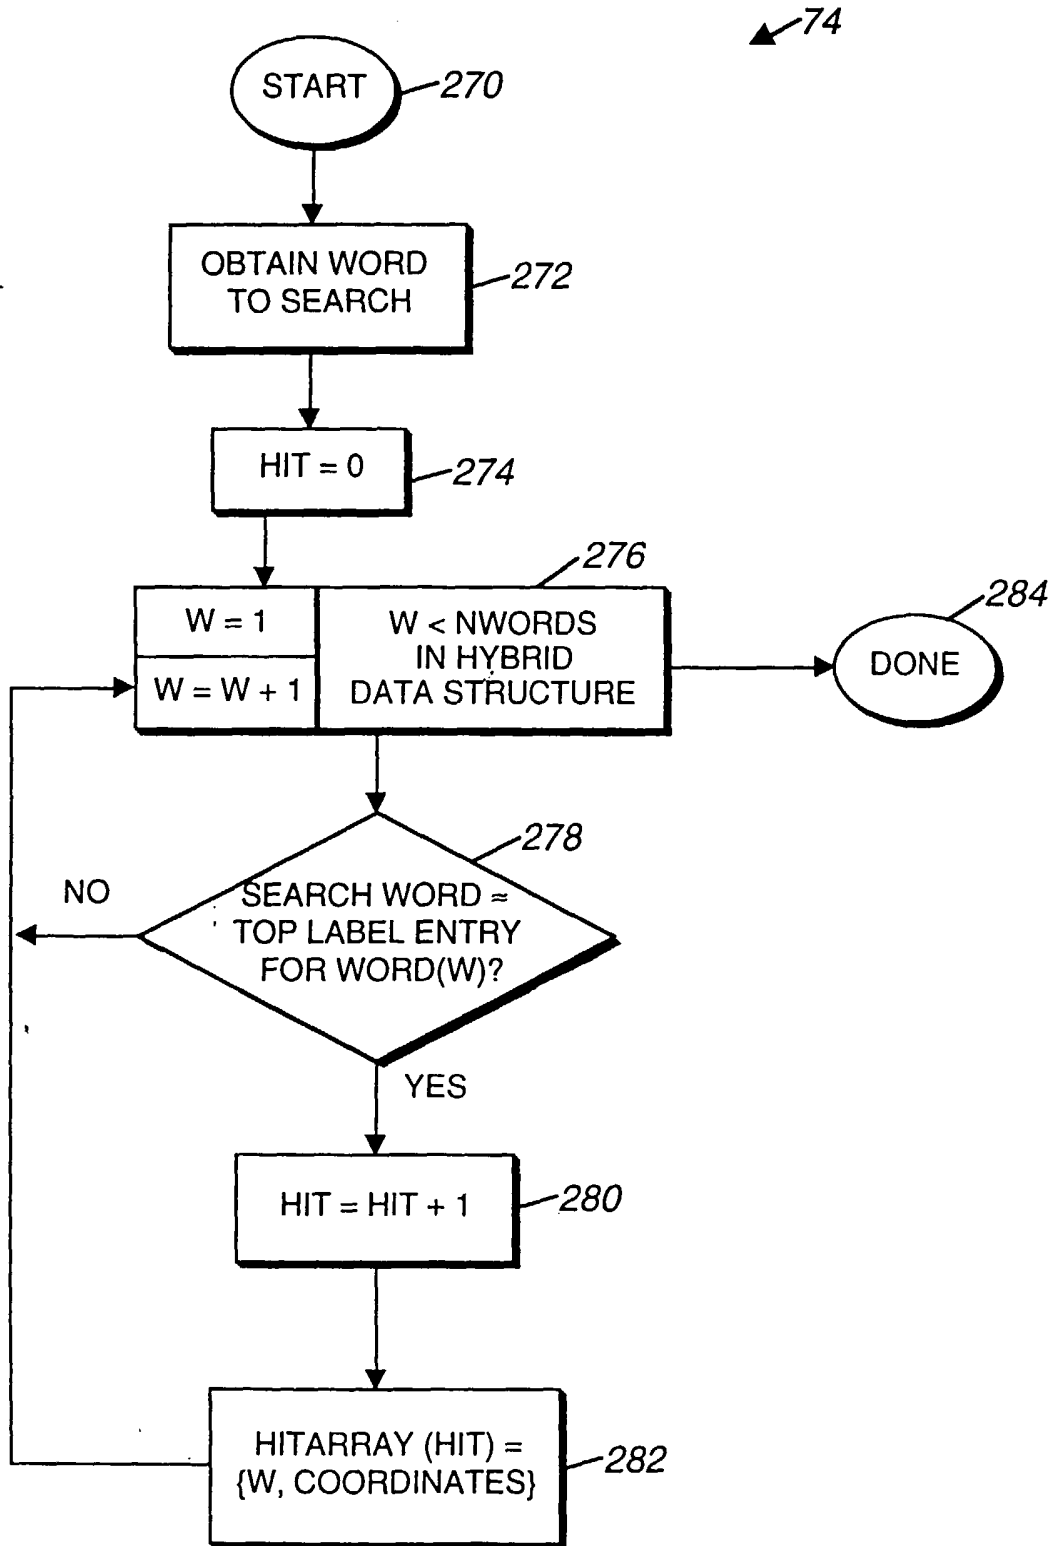 74
START
270
OBTAIN WORD
TO SEARCH
272
HIT = 0
274
276
W = 1
W = W + 1
W < NWORDS
IN HYBRID
DATA STRUCTURE
284
DONE
278
NO
SEARCH WORD =
TOP LABEL ENTRY
FOR WORD(W)?
YES
HIT = HIT + 1
280
HITARRAY (HIT) =
{W, COORDINATES}
282